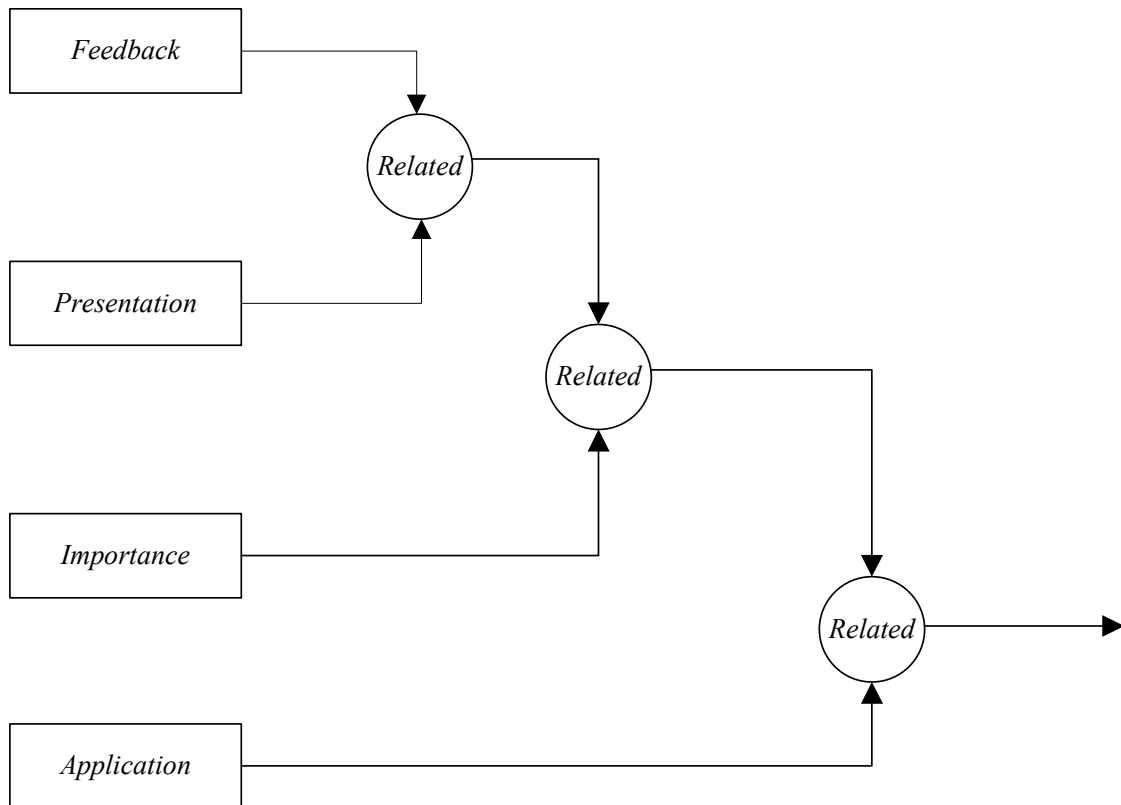 Feedback
Related
Presentation
Related
Importance
Related
Application